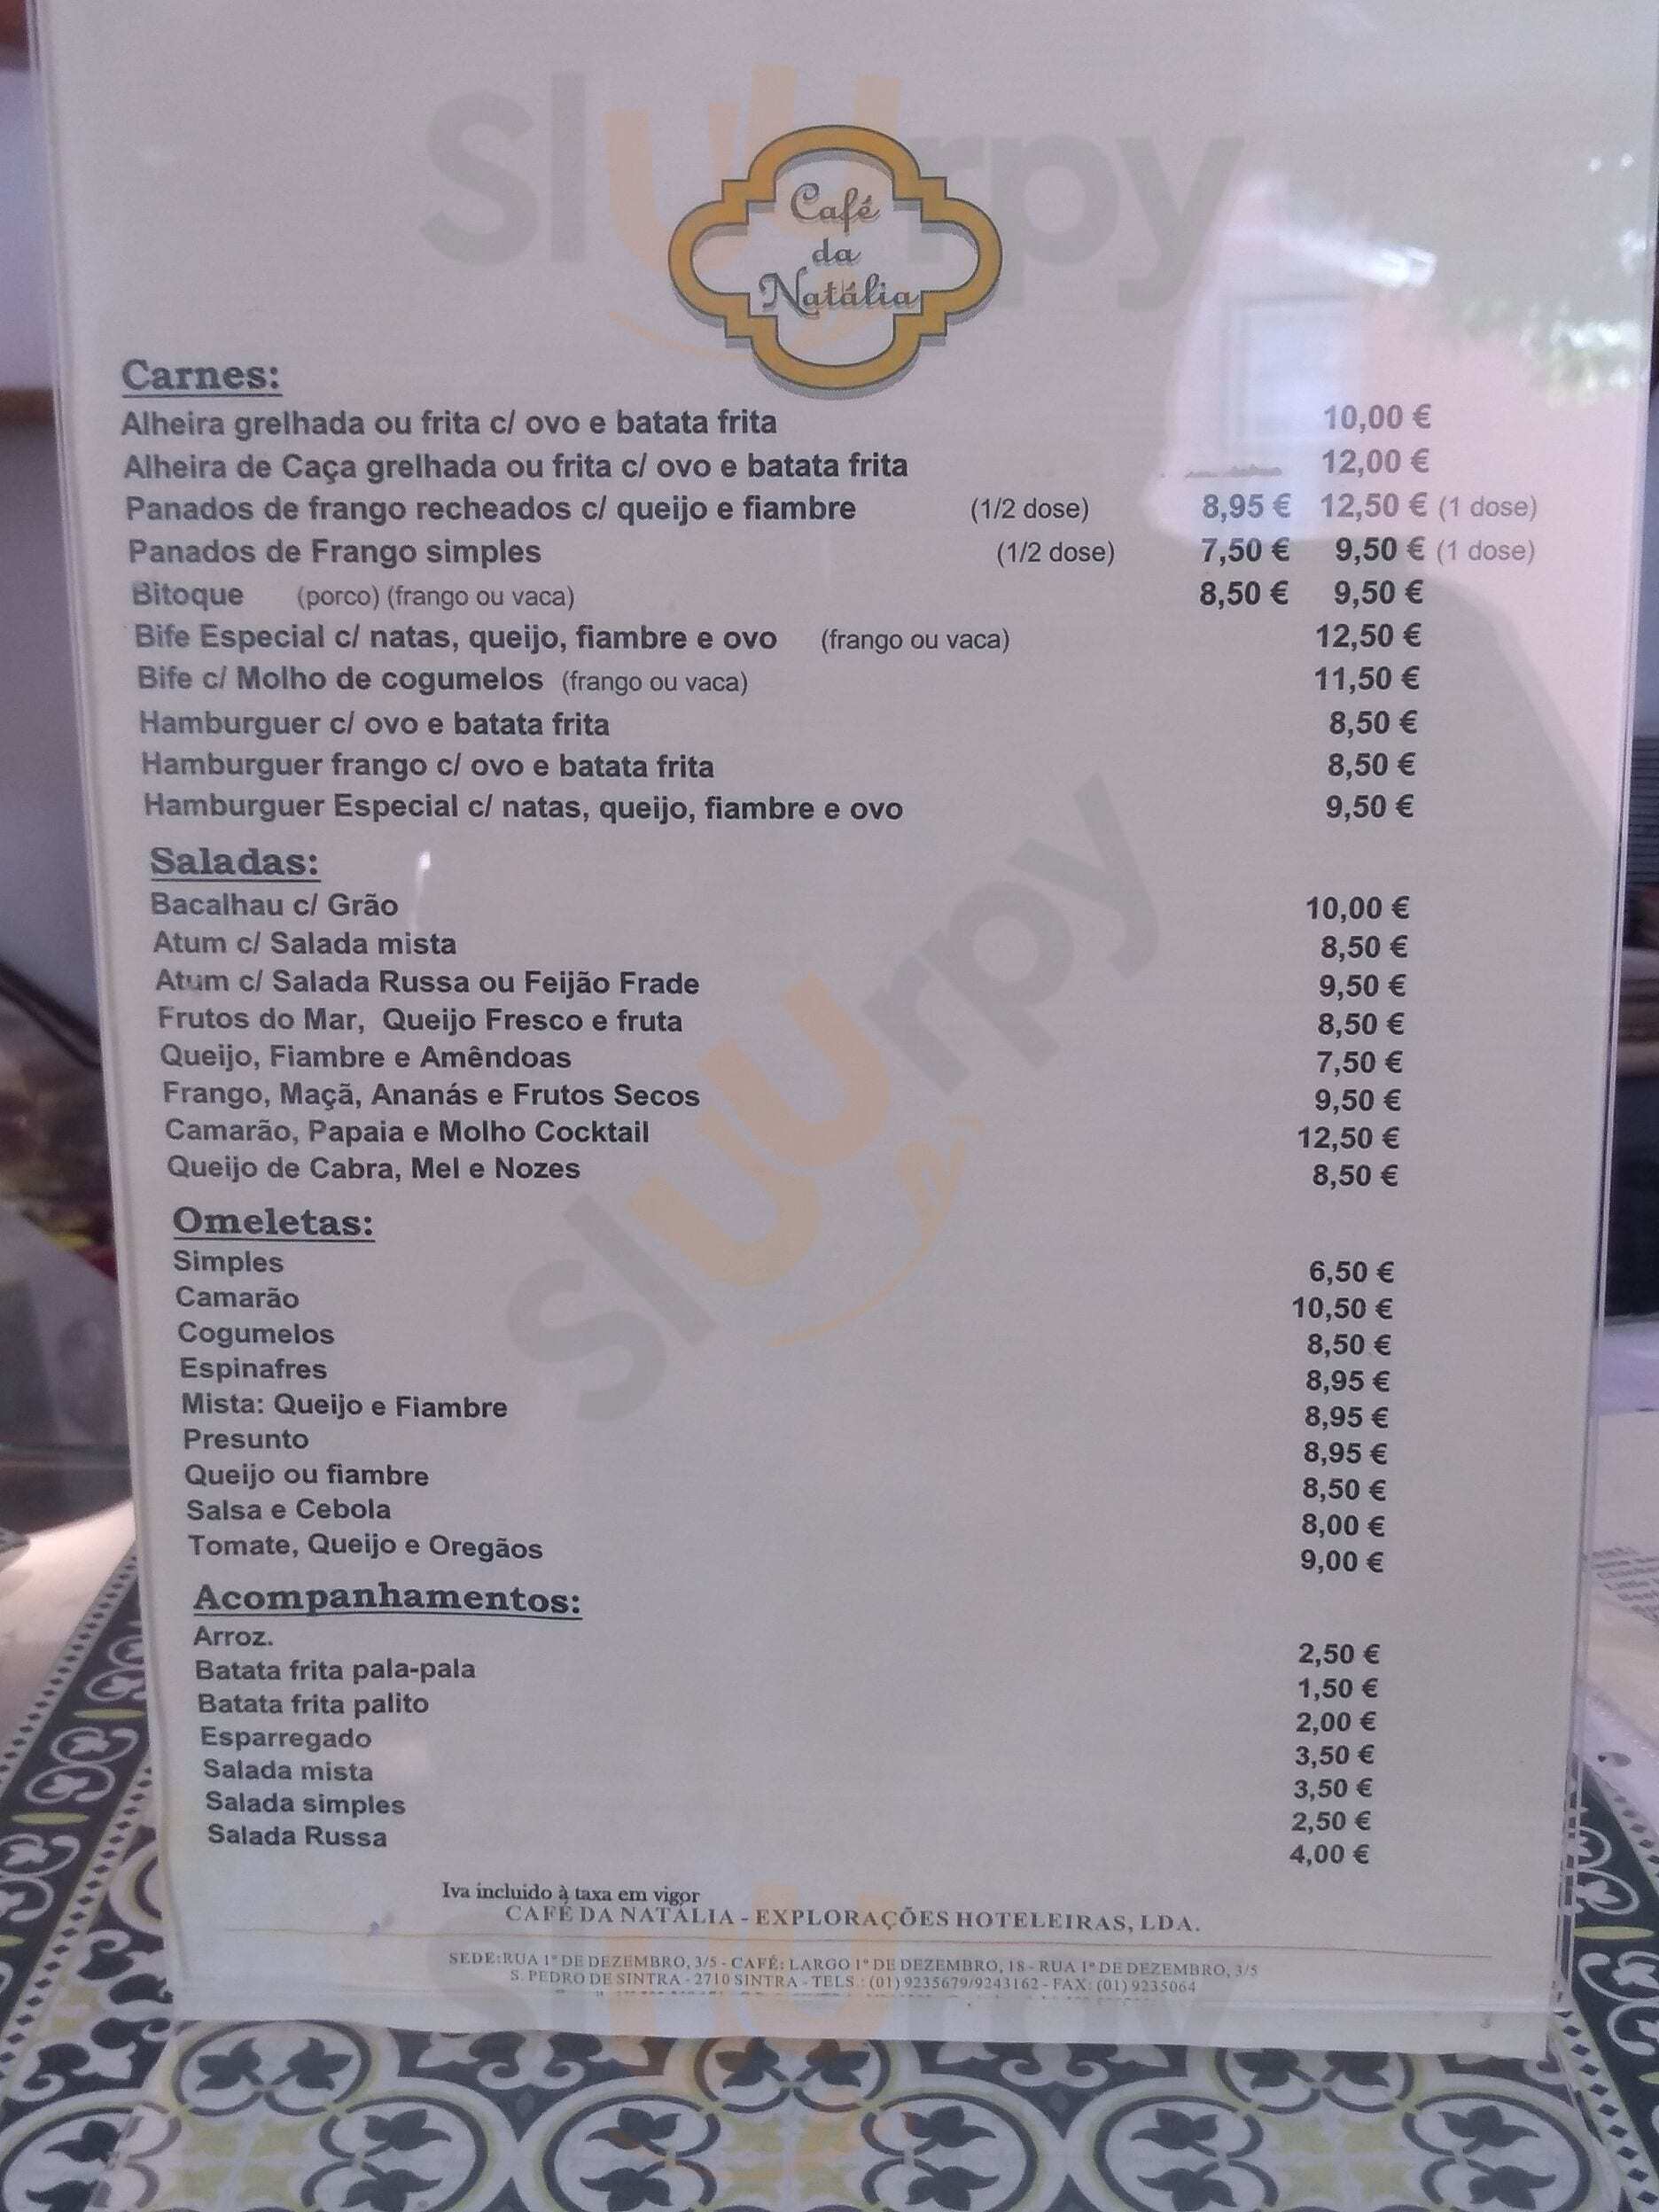 Sluurpy
Café
da
Natália
Carnes:
Alheira grelhada ou frita c/ ovo e batata frita 10,00 €
Alheira de Caça grelhada ou frita c/ ovo e batata frita 12,00 €
Panados de frango recheados c/ queijo e fiambre (1/2 dose) 8,95 € 12,50 € (1 dose)
Panados de Frango simples (1/2 dose) 7,50 € 9,50 € (1 dose)
Bitoque (porco) (frango ou vaca) 8,50 € 9,50 €
Bife Especial c/ natas, queijo, fiambre e ovo (frango ou vaca) 12,50 €
Bife c/ Molho de cogumelos (frango ou vaca) 11,50 €
Hamburguer c/ ovo e batata frita 8,50 €
Hamburguer frango c/ ovo e batata frita 8,50 €
Hamburguer Especial c/ natas, queijo, fiambre e ovo 9,50 €
Saladas:
Bacalhau c/ Grão 10,00 €
Atum c/ Salada mista 8,50 €
Atum c/ Salada Russa ou Feijão Frade 9,50 €
Frutos do Mar, Queijo Fresco e fruta 8,50 €
Queijo, Fiambre e Amêndoas 7,50 €
Frango, Maçã, Ananás e Frutos Secos 9,50 €
Camarão, Papaia e Molho Cocktail 12,50 €
Queijo de Cabra, Mel e Nozes 8,50 €
Sluurpy
Omeletas:
Simples 6,50 €
Camarão 10,50 €
Cogumelos 8,50 €
Espinafres 8,95 €
Mista: Queijo e Fiambre 8,95 €
Presunto 8,95 €
Queijo ou fiambre 8,50 €
Salsa e Cebola 8,00 €
Tomate, Queijo e Oregãos 9,00 €
Acompanhamentos:
Arroz. 2,50 €
Batata frita pala-pala 1,50 €
Batata frita palito 2,00 €
Esparregado 3,50 €
Salada mista 3,50 €
Salada simples 2,50 €
Salada Russa 4,00 €
Iva incluido à taxa em vigor
CAFÉ DA NATÁLIA - EXPLORAÇÕES HOTELEIRAS, LDA.
SEDE: RUA 1º DE DEZEMBRO, 3/5 - CAFÉ: LARGO 1º DE DEZEMBRO, 18 - RUA 1º DE DEZEMBRO, 3/5
S. PEDRO DE SINTRA - 2710 SINTRA - TELS.: (01) 9235679/9243162 - FAX: (01) 9235064
Sluurpy